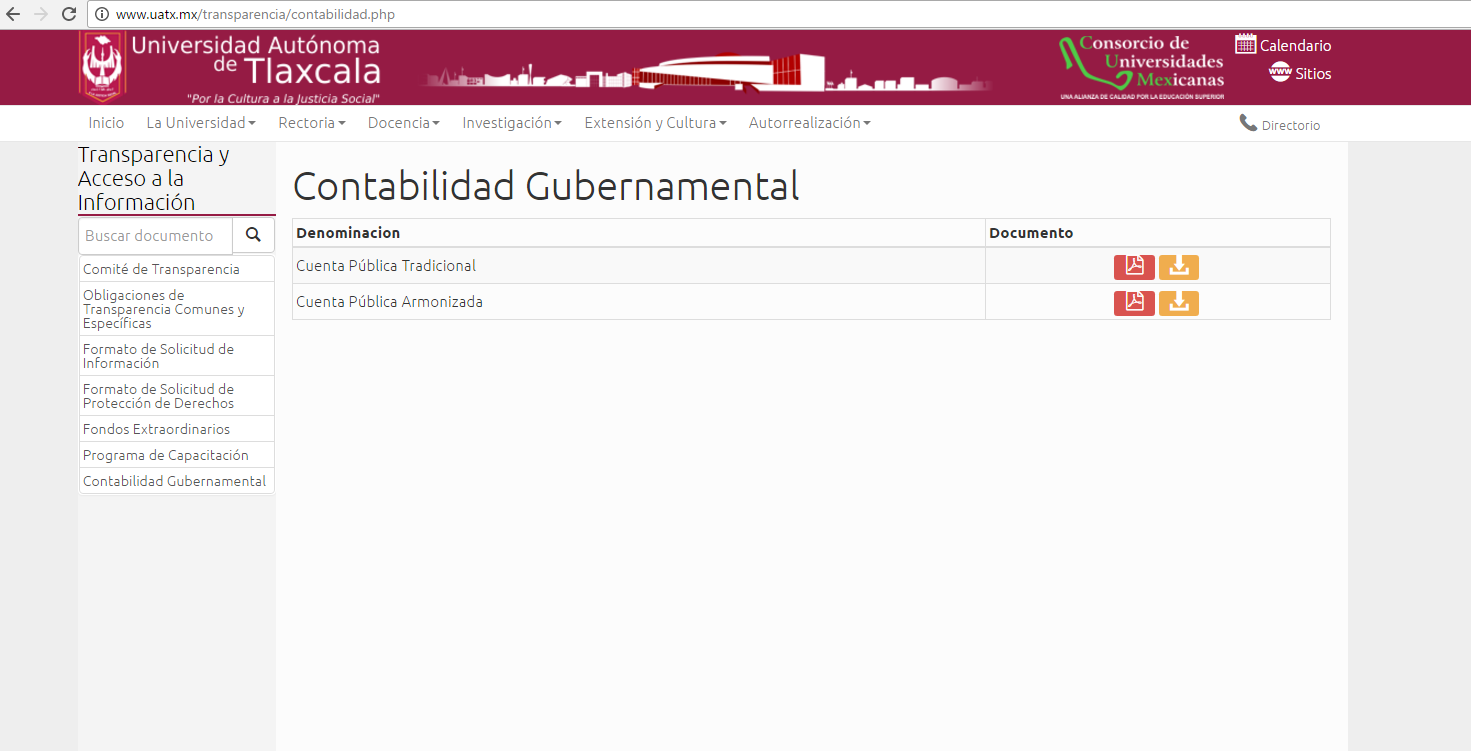 www.uatx.mx/transparencia/contabilidad.php
Universidad Autónoma
de Tlaxcala
"Por la Cultura a la Justicia Social"
Consorcio de
Universidades
Mexicanas
UNA ALIANZA DE CALIDAD POR LA EDUCACIÓN SUPERIOR
Calendario
www Sitios
Inicio La Universidad Rectoria Docencia Investigación Extensión y Cultura Autorrealización Directorio
Transparencia y
Acceso a la
Información
Buscar documento
Comité de Transparencia
Obligaciones de
Transparencia Comunes y
Específicas
Formato de Solicitud de
Información
Formato de Solicitud de
Protección de Derechos
Fondos Extraordinarios
Programa de Capacitación
Contabilidad Gubernamental
Contabilidad Gubernamental
Denominacion Documento
Cuenta Pública Tradicional
Cuenta Pública Armonizada